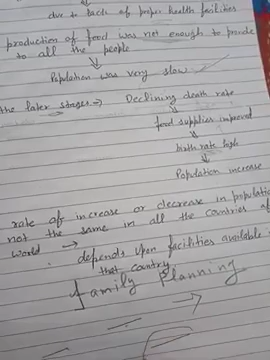 due to lack of proper health facilities
production of food was not enough to provide
to all the people
Population was very slow
the later stages → Declining death rate
food supplies improved
birth rate high
Population increase
rate of increase or decrease in population
not the same in all the countries of
world → depends upon facilities available
that country
family Planning